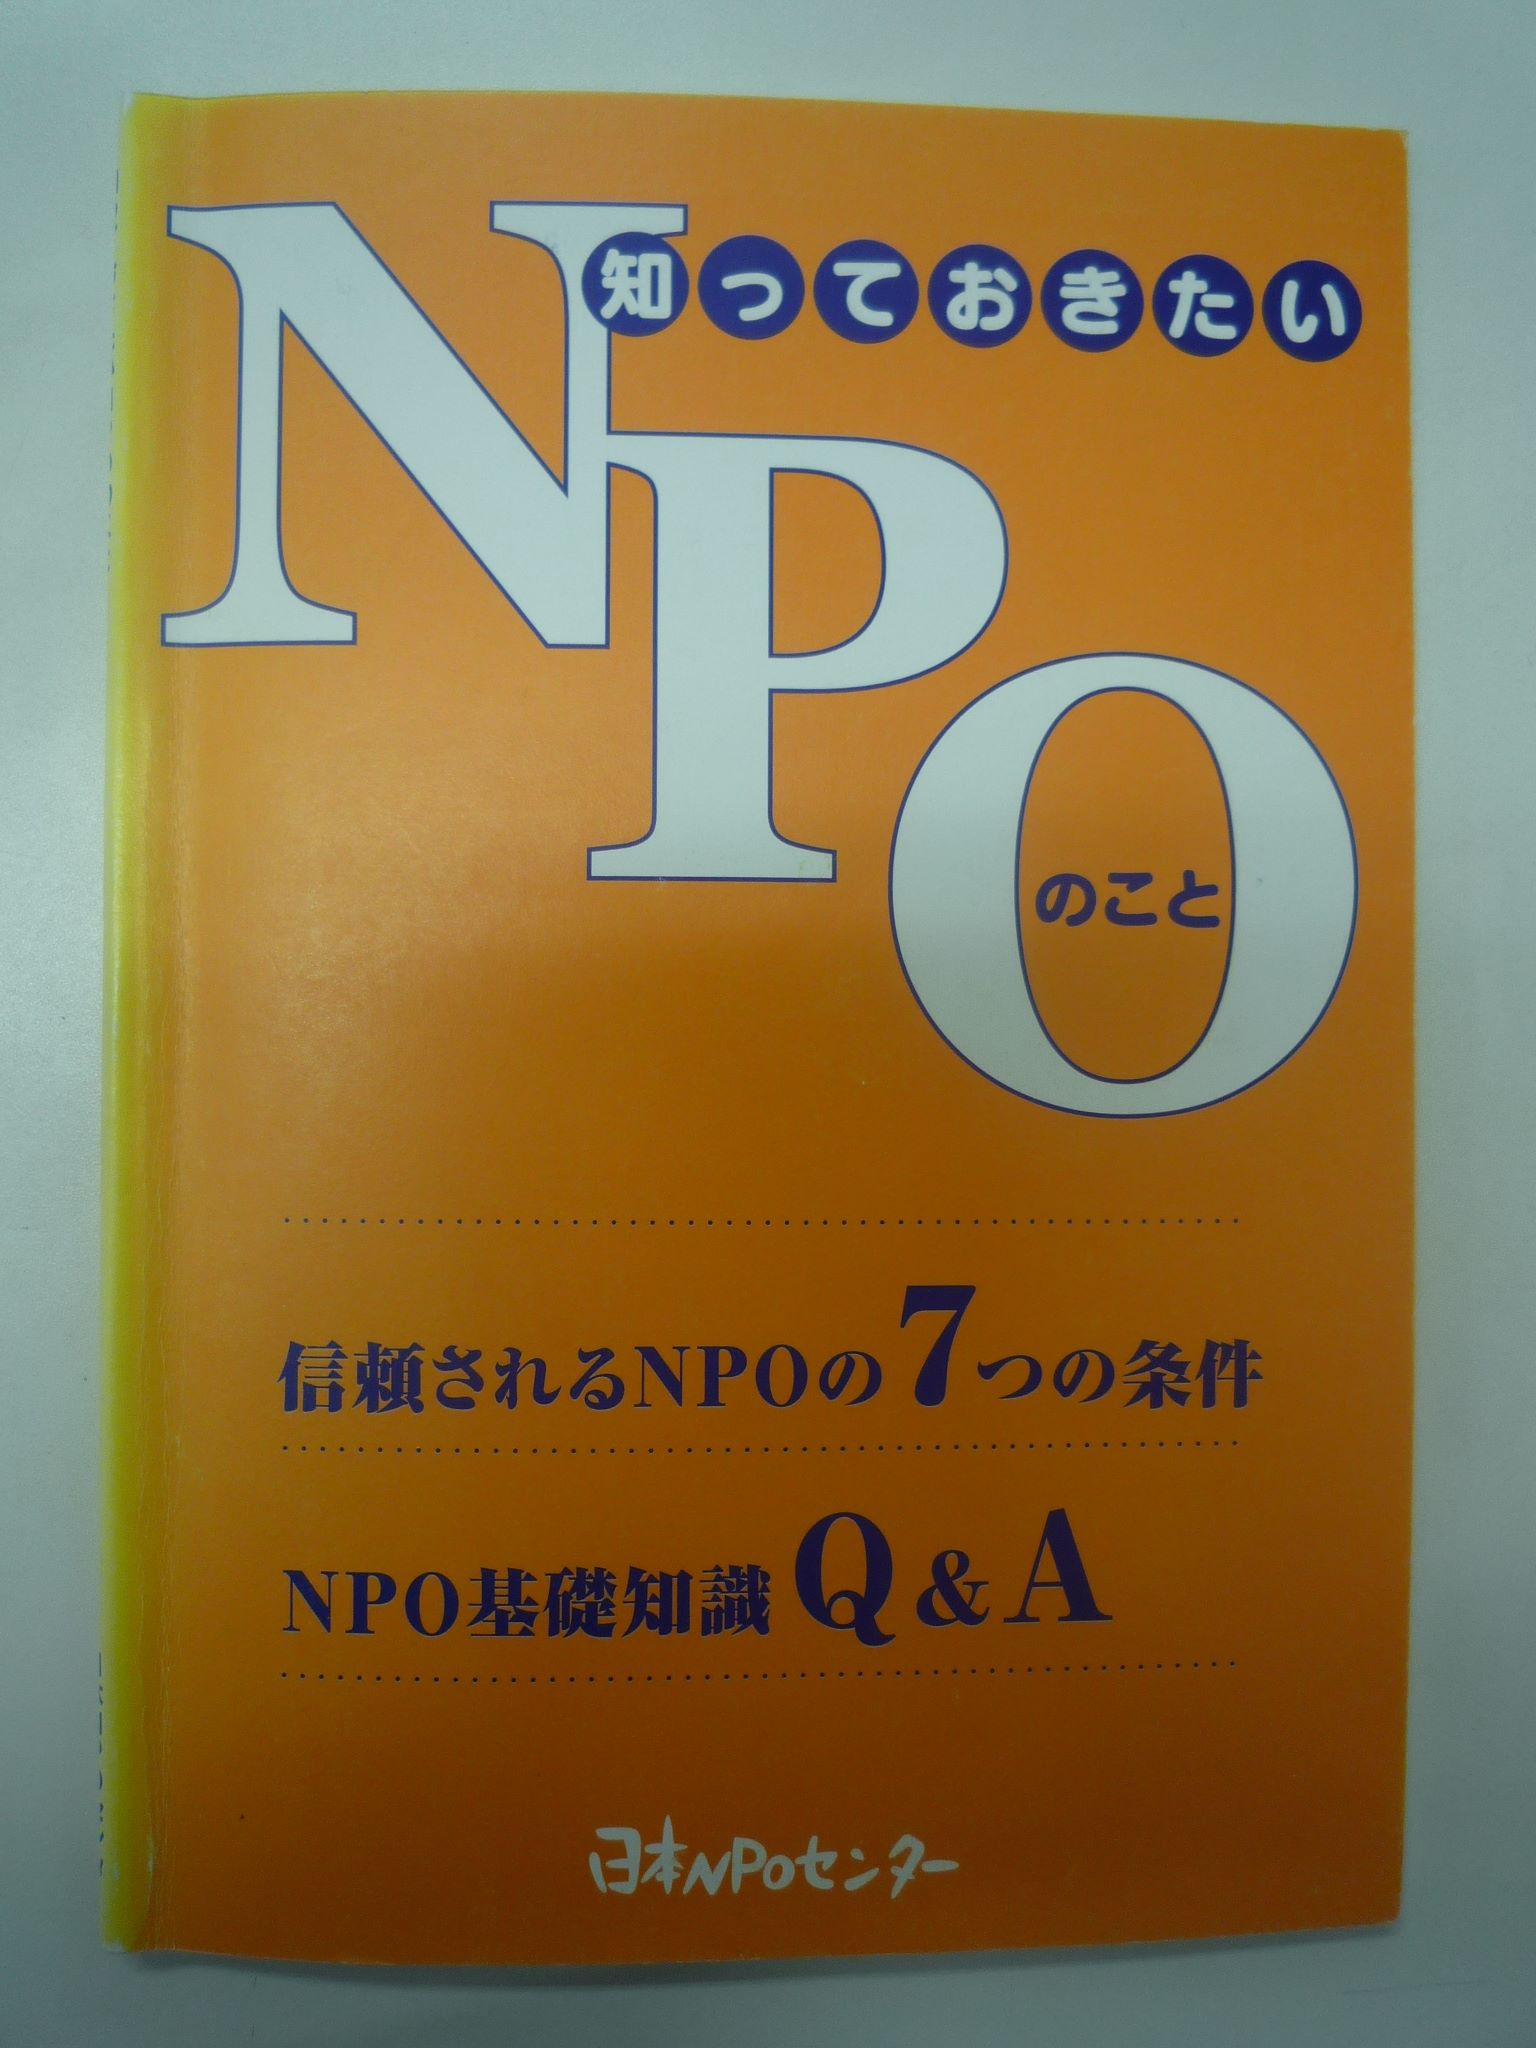 知っておきたい
NPO
のこと
信頼されるNPOの7つの条件
NPO基礎知識 Q&A
日本NPOセンター